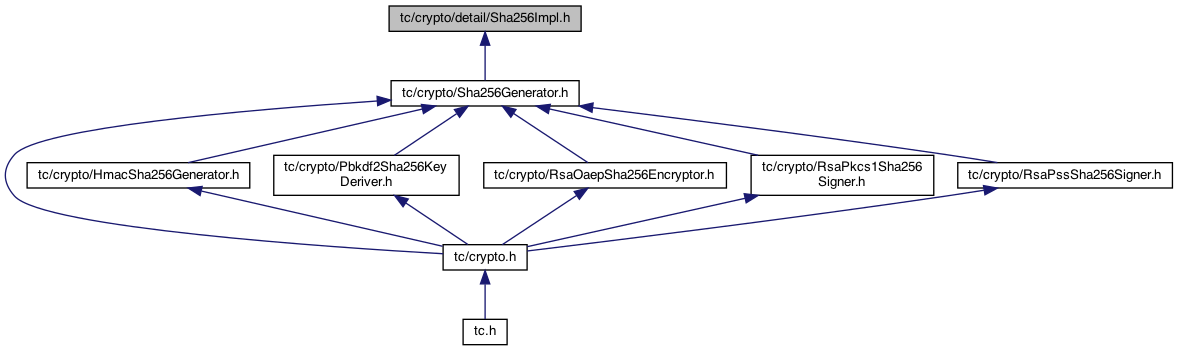 tc/crypto/detail/Sha256Impl.h
tc/crypto/Sha256Generator.h
tc/crypto/HmacSha256Generator.h
tc/crypto/Pbkdf2Sha256Key
Deriver.h
tc/crypto/RsaOaepSha256Encryptor.h
tc/crypto/RsaPkcs1Sha256
Signer.h
tc/crypto/RsaPssSha256Signer.h
tc/crypto.h
tc.h